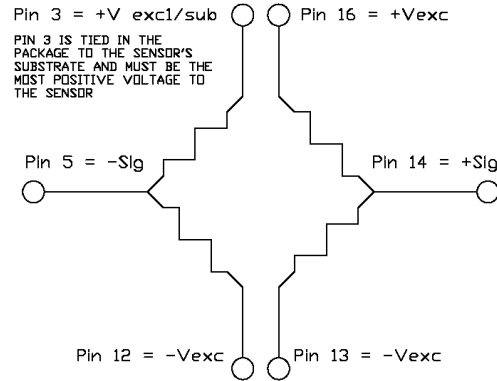 Pin 3 = +V exc1/sub
Pin 16 = +Vexc
PIN 3 IS TIED IN THE
PACKAGE TO THE SENSOR'S
SUBSTRATE AND MUST BE THE
MOST POSITIVE VOLTAGE TO
THE SENSOR
Pin 5 = -Sig
Pin 14 = +Sig
Pin 12 = -Vexc
Pin 13 = -Vexc